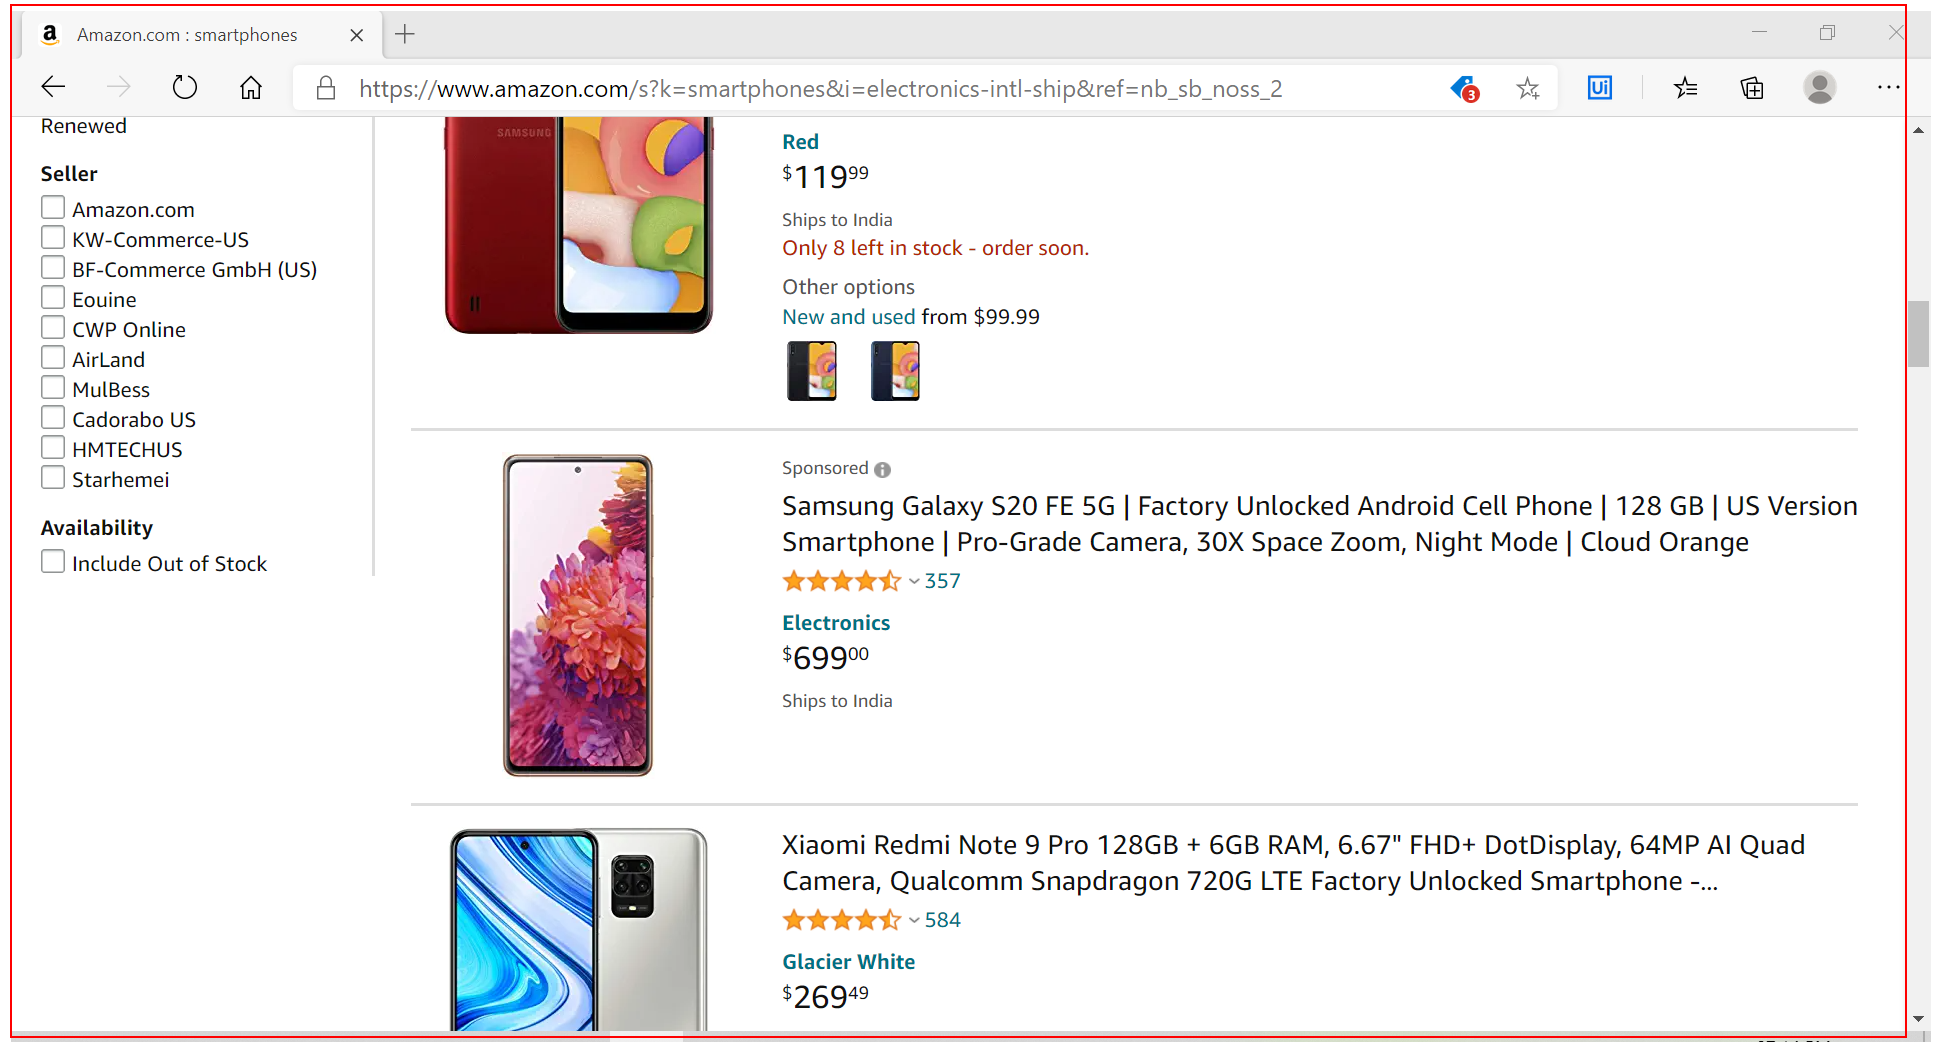 Amazon.com : smartphones
https://www.amazon.com/s?k=smartphones&i=electronics-intl-ship&ref=nb_sb_noss_2
3
Ui
Renewed
Seller
Amazon.com
KW-Commerce-US
BF-Commerce GmbH (US)
Eouine
CWP Online
AirLand
MulBess
Cadorabo US
HMTECHUS
Starhemei
Availability
Include Out of Stock
SAMSUNG
Red
$119.99
Ships to India
Only 8 left in stock - order soon.
Other options
New and used from $99.99
Sponsored
Samsung Galaxy S20 FE 5G | Factory Unlocked Android Cell Phone | 128 GB | US Version
Smartphone | Pro-Grade Camera, 30X Space Zoom, Night Mode | Cloud Orange
357
Electronics
$699.00
Ships to India
Xiaomi Redmi Note 9 Pro 128GB + 6GB RAM, 6.67" FHD+ DotDisplay, 64MP AI Quad
Camera, Qualcomm Snapdragon 720G LTE Factory Unlocked Smartphone -...
584
Glacier White
$269.49